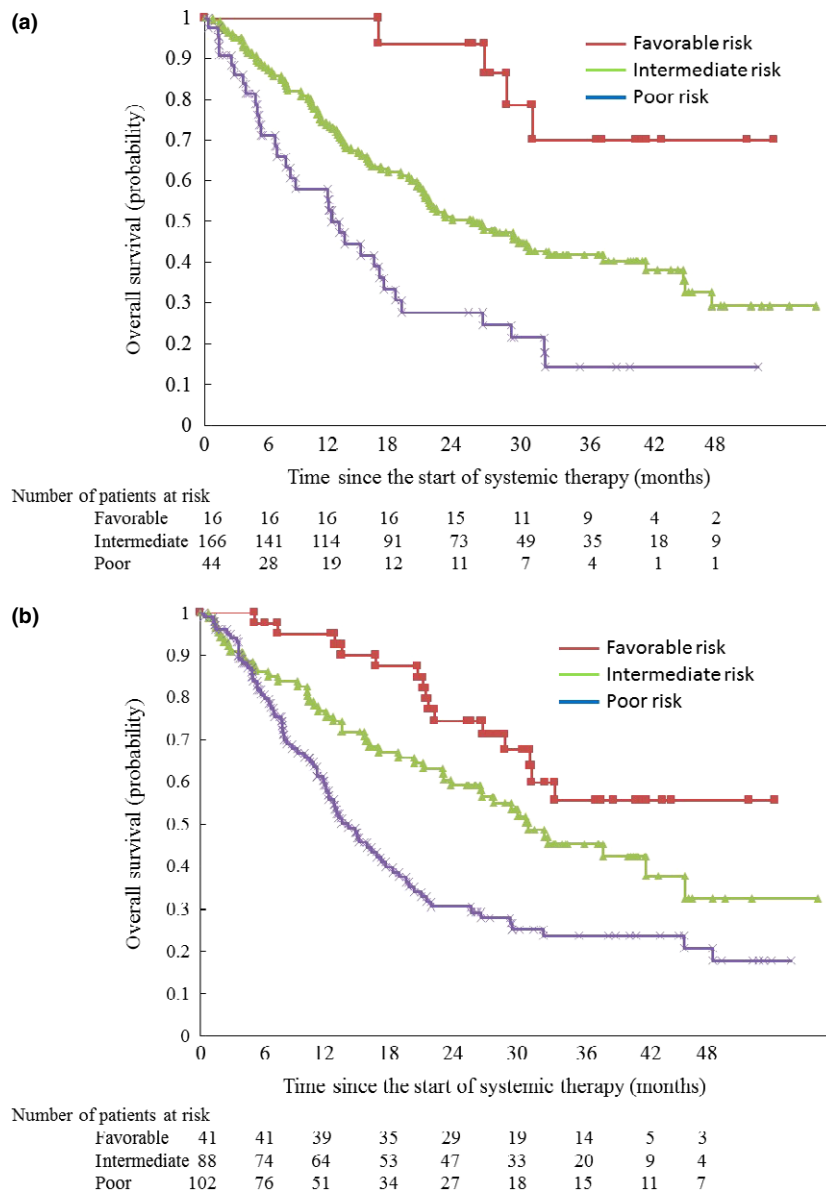 (a)
1
0.9
0.8
0.7
0.6
0.5
0.4
0.3
0.2
0.1
0
Overall survival (probability)
Favorable risk
Intermediate risk
Poor risk
0 6 12 18 24 30 36 42 48
Time since the start of systemic therapy (months)
Number of patients at risk
Favorable 16 16 16 16 15 11 9 4 2
Intermediate 166 141 114 91 73 49 35 18 9
Poor 44 28 19 12 11 7 4 1 1
(b)
1
0.9
0.8
0.7
0.6
0.5
0.4
0.3
0.2
0.1
0
Overall survival (probability)
Favorable risk
Intermediate risk
Poor risk
0 6 12 18 24 30 36 42 48
Time since the start of systemic therapy (months)
Number of patients at risk
Favorable 41 41 39 35 29 19 14 5 3
Intermediate 88 74 64 53 47 33 20 9 4
Poor 102 76 51 34 27 18 15 11 7